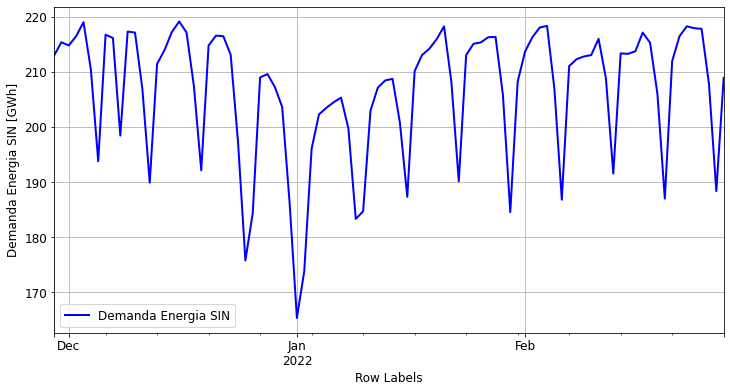 220
210
200
190
180
170
Demanda Energia SIN [GWh]
Demanda Energia SIN
Dec
Jan
2022
Feb
Row Labels